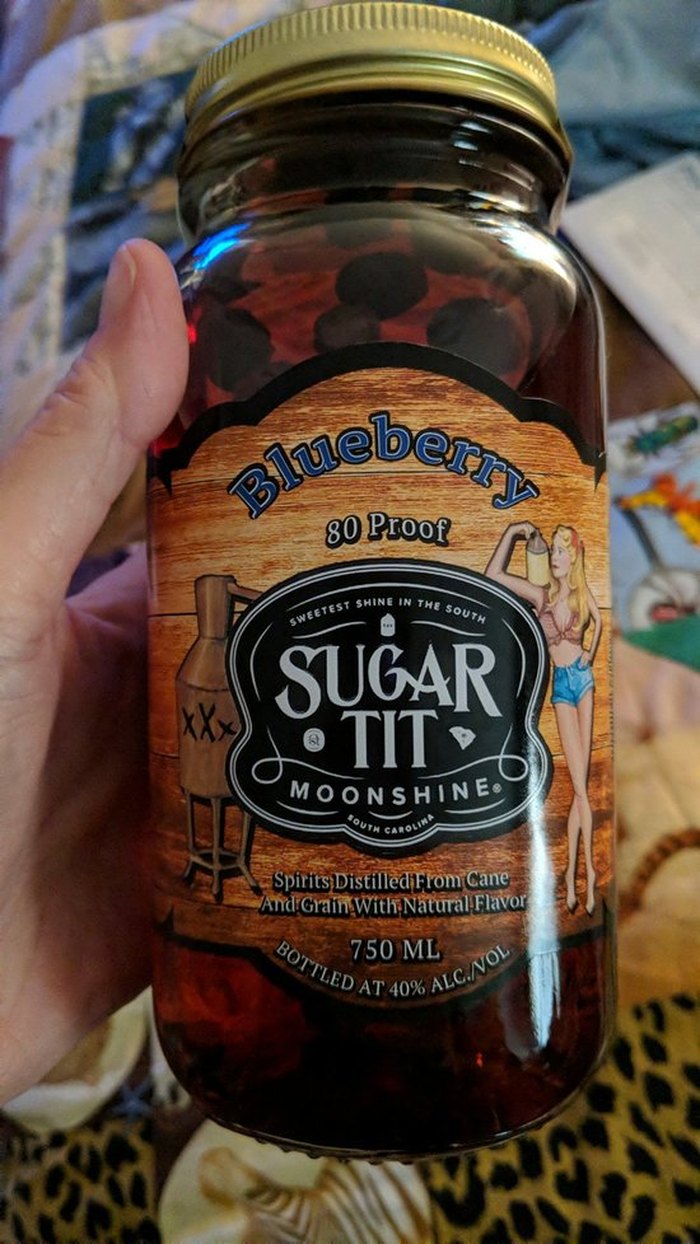 Blueberry
80 Proof
SWEETEST SHINE IN THE SOUTH
SUGAR
TIT
MOONSHINE®
SOUTH CAROLINA
XXX
Spirits Distilled From Cane
And Grain With Natural Flavor
750 ML
BOTTLED AT 40% ALC./VOL